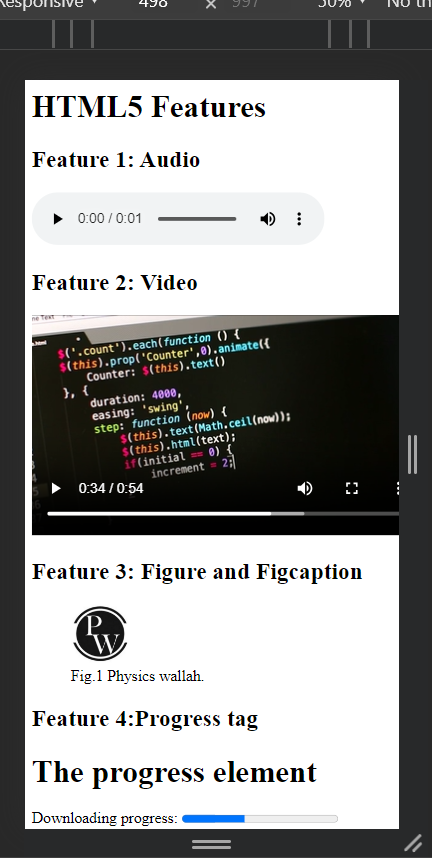 Responsive 498 × 997 50% No th
HTML5 Features
Feature 1: Audio
0:00 / 0:01
Feature 2: Video
$('.count').each(function () {
$(this).prop('Counter',0).animate({
Counter: $(this).text()
}, {
duration: 4000,
easing: 'swing',
step: function (now) {
$(this).text(Math.ceil(now));
$(this).html(text);
if(initial == 0) {
increment = 2;
0:34 / 0:54
Feature 3: Figure and Figcaption
PW
Fig.1 Physics wallah.
Feature 4:Progress tag
The progress element
Downloading progress: